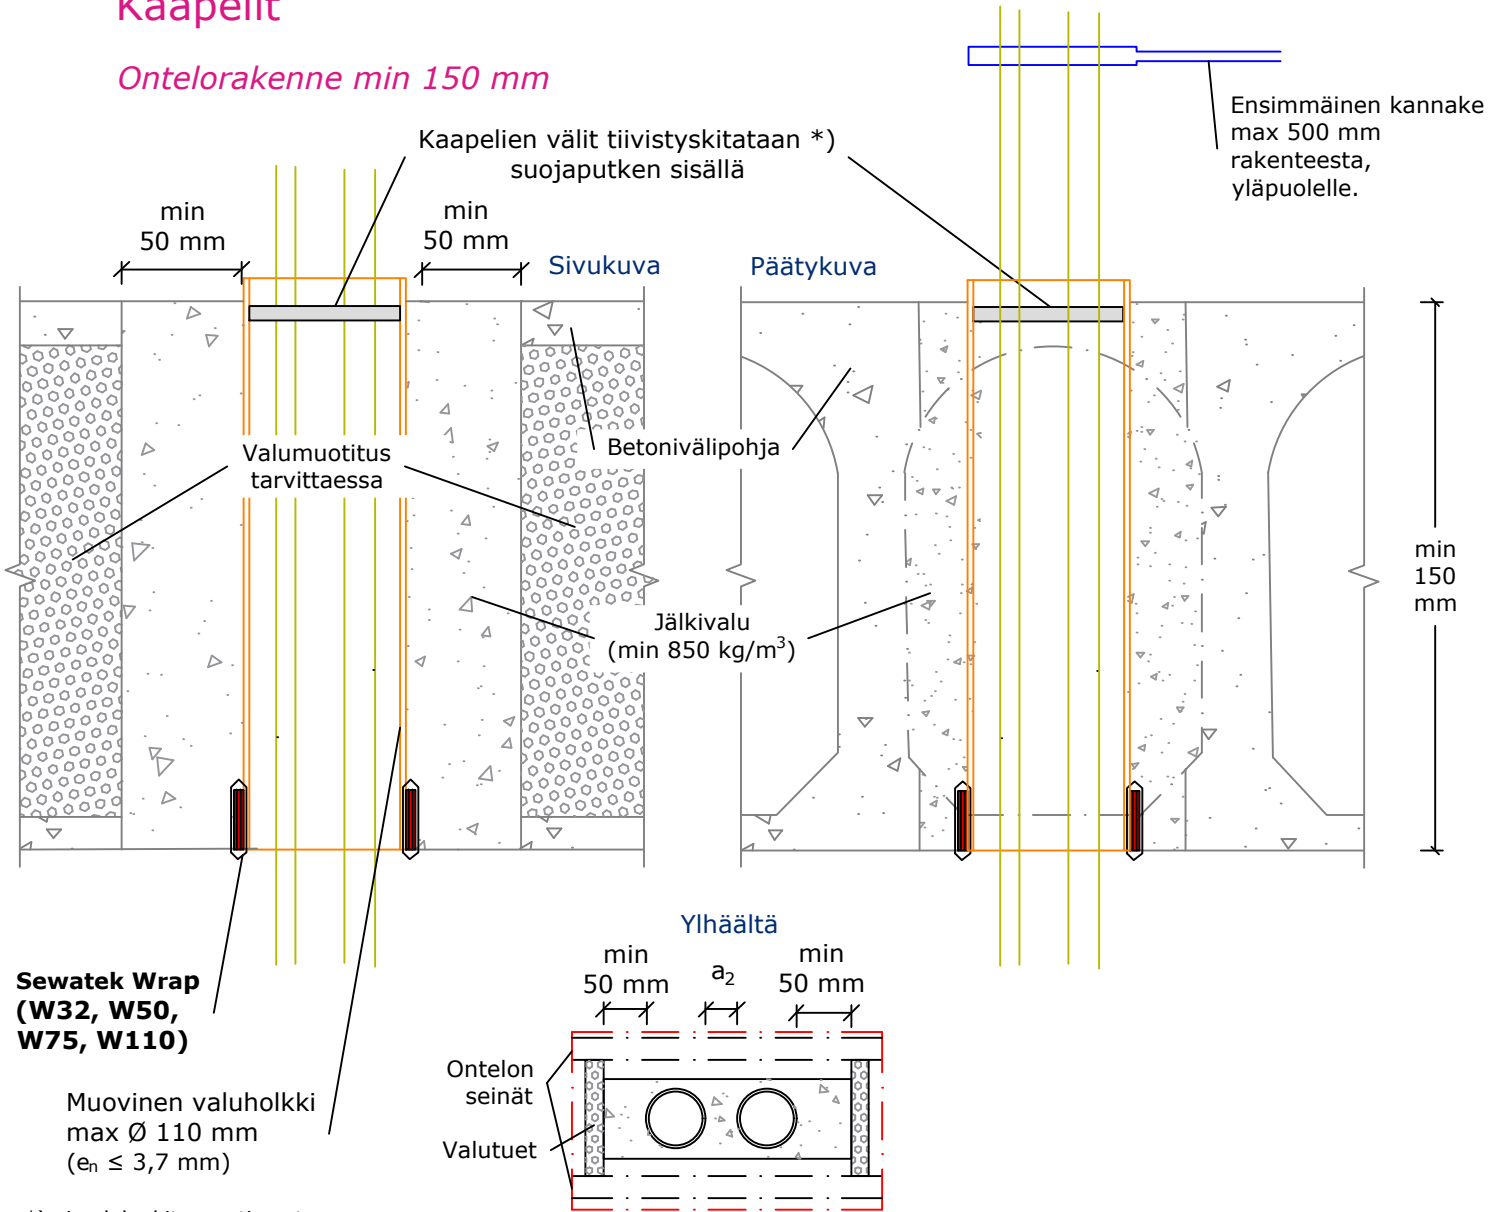 Kaapelit
Ontelorakenne min 150 mm
Kaapelien välit tiivistyskitataan *)
suojaputken sisällä
Ensimmäinen kannake
max 500 mm
rakenteesta,
yläpuolelle.
min
50 mm
min
50 mm
Sivukuva
Päätykuva
Valumuotitus
tarvittaessa
Betonivälipohja
Jälkivalu
(min 850 kg/m³)
min
150
mm
Sewatek Wrap
(W32, W50,
W75, W110)
Muovinen valuholkki
max Ø 110 mm
(eₙ ≤ 3,7 mm)
Ylhäältä
min
50 mm
a₂
min
50 mm
Ontelon
seinät
Valutuet